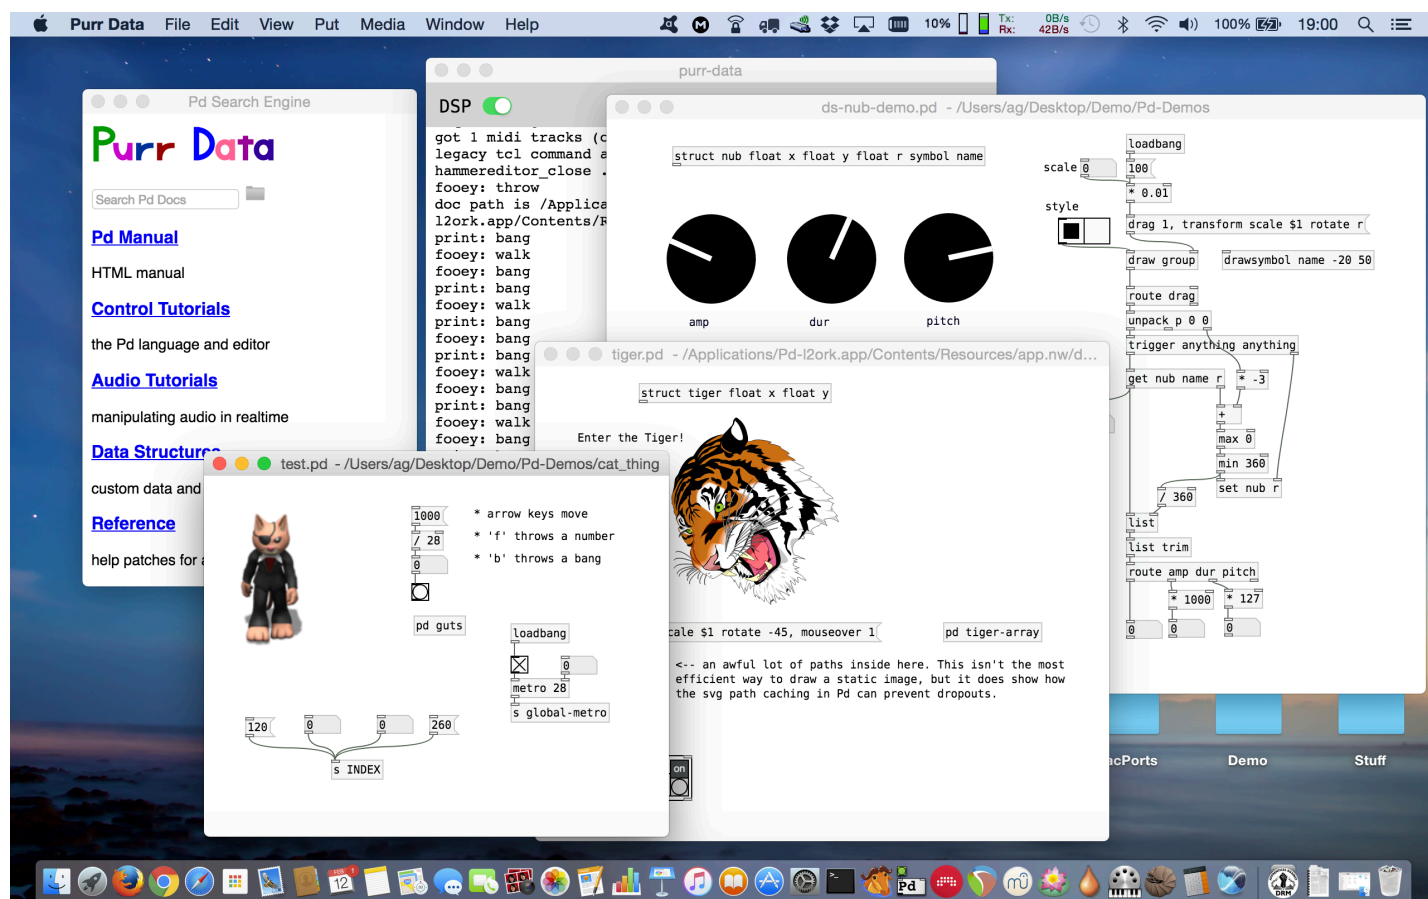 Purr Data File Edit View Put Media Window Help
10% Tx: 0B/s
Rx: 42B/s
100% 19:00
Pd Search Engine
Purr Data
Search Pd Docs
Pd Manual
HTML manual
Control Tutorials
the Pd language and editor
Audio Tutorials
manipulating audio in realtime
Data Structures
custom data and
Reference
help patches for a
purr-data
DSP
got 1 midi tracks (c
legacy tcl command a
hammereditor_close .
fooey: throw
doc path is /Applica
l2ork.app/Contents/R
print: bang
fooey: walk
fooey: bang
print: bang
fooey: walk
print: bang
fooey: bang
print: bang
fooey: walk
fooey: bang
print: bang
fooey: walk
fooey: bang
ds-nub-demo.pd - /Users/ag/Desktop/Demo/Pd-Demos
struct nub float x float y float r symbol name
amp dur pitch
loadbang
scale 0 100
* 0.01
style
drag 1, transform scale $1 rotate r
draw group drawsymbol name -20 50
route drag
unpack p 0 0
trigger anything anything
get nub name r * -3
+
max 0
min 360
set nub r
/ 360
list
list trim
route amp dur pitch
* 1000 * 127
0 0 0
tiger.pd - /Applications/Pd-l2ork.app/Contents/Resources/app.nw/d...
struct tiger float x float y
Enter the Tiger!
cale $1 rotate -45, mouseover 1 pd tiger-array
<-- an awful lot of paths inside here. This isn't the most
efficient way to draw a static image, but it does show how
the svg path caching in Pd can prevent dropouts.
on
test.pd - /Users/ag/Desktop/Demo/Pd-Demos/cat_thing
1000 * arrow keys move
/ 28 * 'f' throws a number
0 * 'b' throws a bang
pd guts
loadbang
0
metro 28
s global-metro
120 0 0 260
s INDEX
acPorts Demo Stuff
FEB
12
1
Pd
DRM